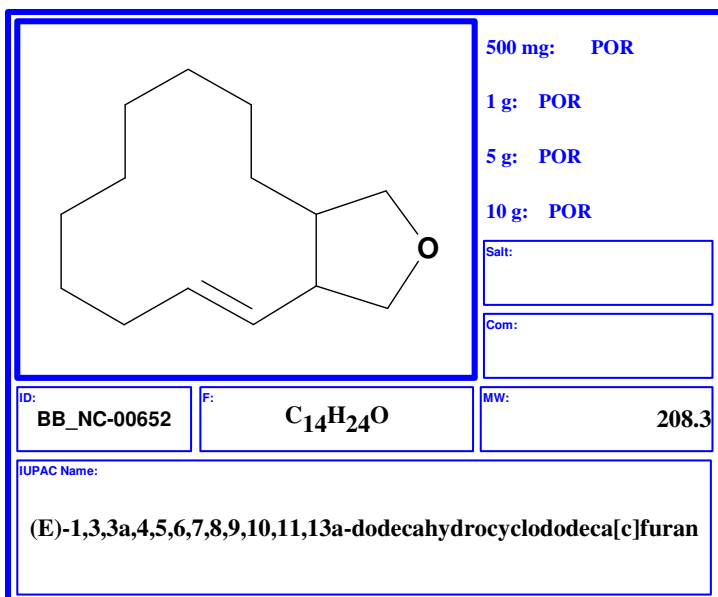 500 mg: POR
1 g: POR
5 g: POR
10 g: POR
O
Salt:
Com:
ID:
BB_NC-00652
F:
C14H24O
MW:
208.3
IUPAC Name:
(E)-1,3,3a,4,5,6,7,8,9,10,11,13a-dodecahydrocyclododeca[c]furan